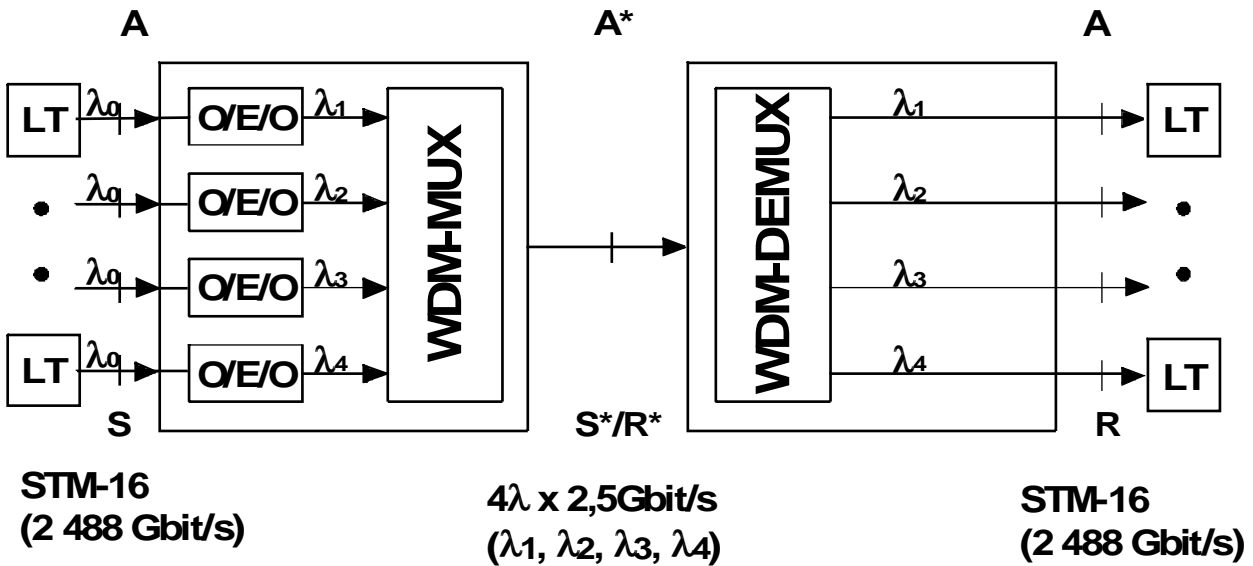 A A* A
LT λ0 O/E/O λ1 λ1 LT
λ0 O/E/O λ2 λ2
λ0 O/E/O λ3 λ3
LT λ0 O/E/O λ4 λ4 LT
WDM-MUX
WDM-DEMUX
S S*/R* R
STM-16
(2 488 Gbit/s)
4λ x 2,5Gbit/s
(λ1, λ2, λ3, λ4)
STM-16
(2 488 Gbit/s)